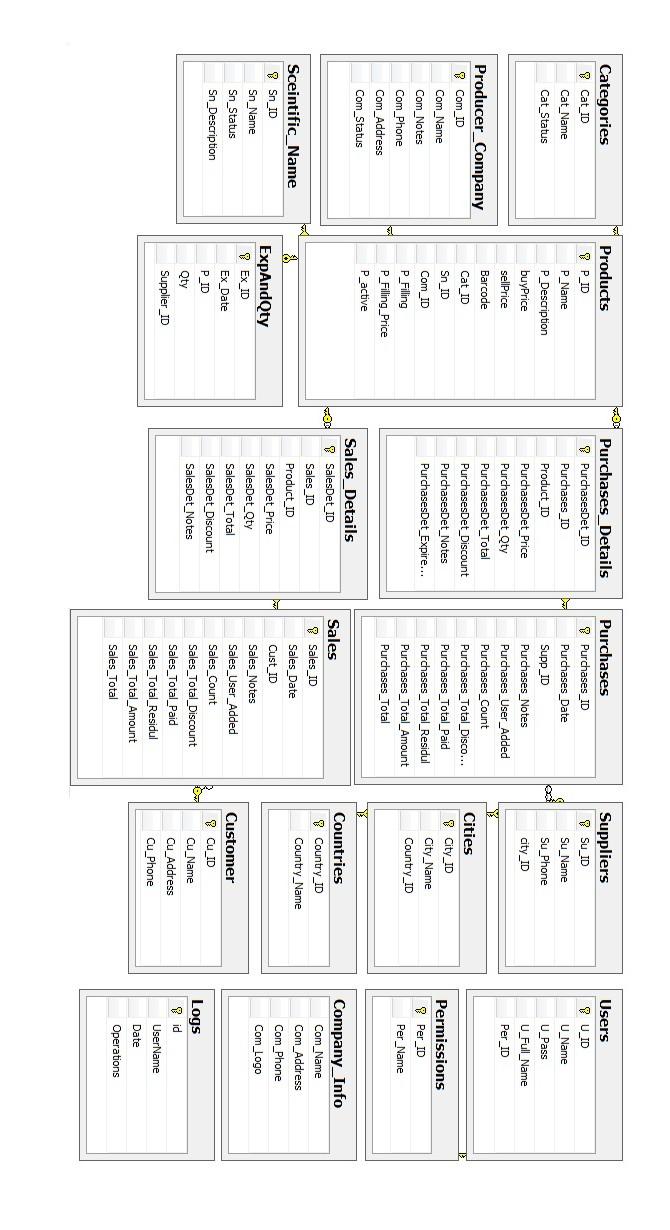 Categories
Cat_ID
Cat_Name
Cat_Status
Producer_Company
Com_ID
Com_Name
Com_Notes
Com_Phone
Com_Address
Com_Status
Sceintific_Name
Sn_ID
Sn_Name
Sn_Status
Sn_Description
Products
P_ID
P_Name
P_Description
buyPrice
sellPrice
Barcode
Cat_ID
Sn_ID
Com_ID
P_Filling
P_Filling_Price
P_active
ExpAndQty
Ex_ID
Ex_Date
P_ID
Qty
Supplier_ID
Purchases_Details
PurchasesDet_ID
Purchases_ID
Product_ID
PurchasesDet_Price
PurchasesDet_Qty
PurchasesDet_Total
PurchasesDet_Discount
PurchasesDet_Notes
PurchasesDet_Expire...
Sales_Details
SalesDet_ID
Sales_ID
Product_ID
SalesDet_Price
SalesDet_Qty
SalesDet_Total
SalesDet_Discount
SalesDet_Notes
Purchases
Purchases_ID
Purchases_Date
Supp_ID
Purchases_Notes
Purchases_User_Added
Purchases_Count
Purchases_Total_Disco...
Purchases_Total_Paid
Purchases_Total_Residul
Purchases_Total_Amount
Purchases_Total
Sales
Sales_ID
Sales_Date
Cust_ID
Sales_Notes
Sales_User_Added
Sales_Count
Sales_Total_Discount
Sales_Total_Paid
Sales_Total_Residul
Sales_Total_Amount
Sales_Total
Suppliers
Su_ID
Su_Name
Su_Phone
city_ID
Cities
City_ID
City_Name
Country_ID
Countries
Country_ID
Country_Name
Customer
Cu_ID
Cu_Name
Cu_Address
Cu_Phone
Users
U_ID
U_Name
U_Pass
U_Full_Name
Per_ID
Permissions
Per_ID
Per_Name
Company_Info
Com_Name
Com_Address
Com_Phone
Com_Logo
Logs
id
UserName
Date
Operations